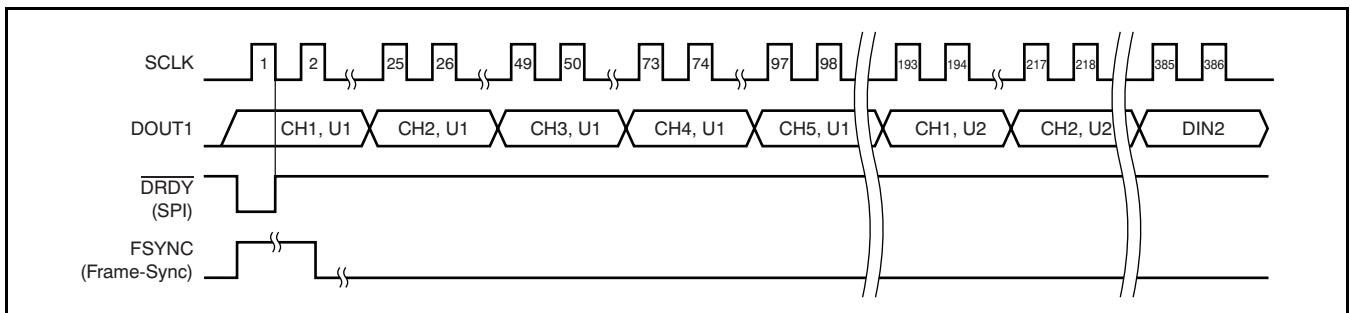 SCLK 1 2 25 26 49 50 73 74 97 98 193 194 217 218 385 386
DOUT1 CH1, U1 CH2, U1 CH3, U1 CH4, U1 CH5, U1 CH1, U2 CH2, U2 DIN2
DRDY
(SPI)
FSYNC
(Frame-Sync)